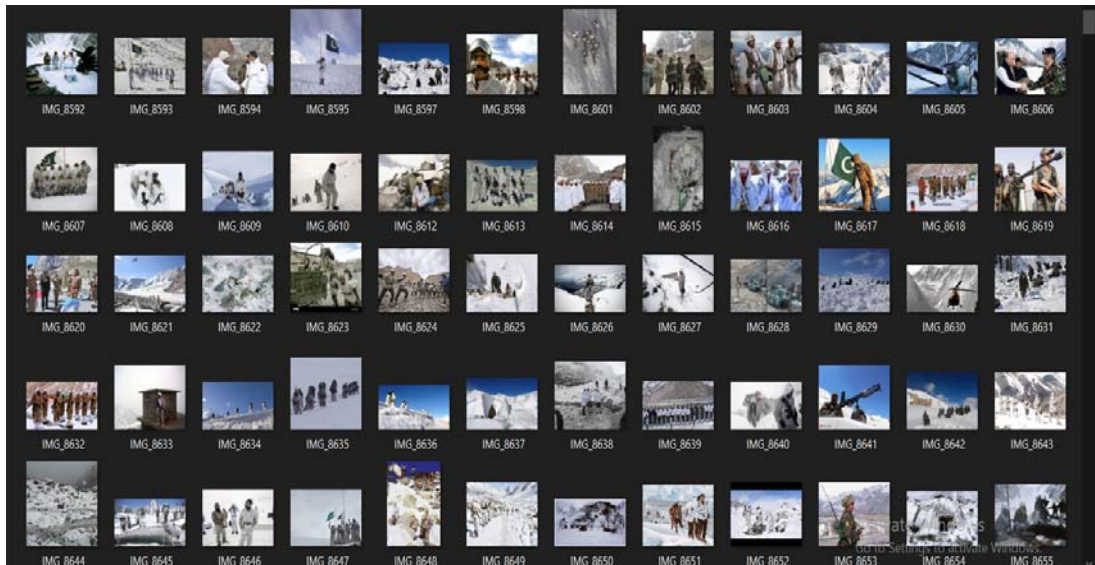 IMG_8592 IMG_8593 IMG_8594 IMG_8595 IMG_8597 IMG_8598 IMG_8601 IMG_8602 IMG_8603 IMG_8604 IMG_8605 IMG_8606
IMG_8607 IMG_8608 IMG_8609 IMG_8610 IMG_8612 IMG_8613 IMG_8614 IMG_8615 IMG_8616 IMG_8617 IMG_8618 IMG_8619
IMG_8620 IMG_8621 IMG_8622 IMG_8623 IMG_8624 IMG_8625 IMG_8626 IMG_8627 IMG_8628 IMG_8629 IMG_8630 IMG_8631
IMG_8632 IMG_8633 IMG_8634 IMG_8635 IMG_8636 IMG_8637 IMG_8638 IMG_8639 IMG_8640 IMG_8641 IMG_8642 IMG_8643
Go to Settings to activate Windows.
IMG_8644 IMG_8645 IMG_8646 IMG_8647 IMG_8648 IMG_8649 IMG_8650 IMG_8651 IMG_8652 IMG_8653 IMG_8654 IMG_8655